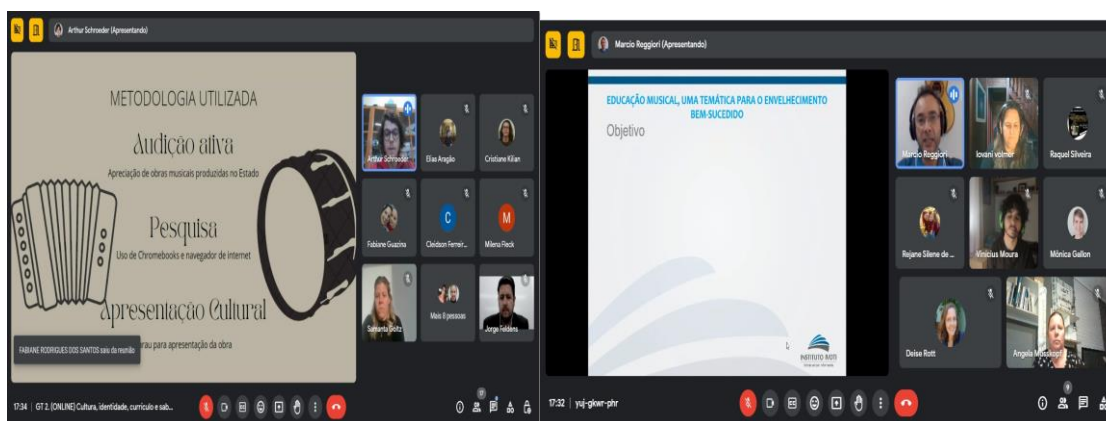 Arthur Schroeder (Apresentando)
METODOLOGIA UTILIZADA
Audição ativa
Apreciação de obras musicais produzidas no Estado
Pesquisa
Uso de Chromebooks e navegador de internet
Apresentação Cultural
arau para apresentação da obra
FABIANE RODRIGUES DOS SANTOS saiu da reunião
Arthur Schroeder
Elias Aragão
Cristiane Kilian
Fabiane Guazina
C
Cleidson Ferreir...
M
Milena Fleck
Samanta Goltz
Mais 8 pessoas
Jorge Feldens
17:34 | GT 2. (ONLINE) Cultura, identidade, currículo e sab...
17
Marcio Reggiori (Apresentando)
EDUCAÇÃO MUSICAL, UMA TEMÁTICA PARA O ENVELHECIMENTO
BEM-SUCEDIDO
Objetivo
INSTITUTO ROTT
Marcio Reggiori
Iovani volmer
Raquel Silveira
Rejane Silene de ...
Vinicius Moura
Mônica Gallon
Deise Rott
Angela Musskopf
17:32 | yuj-gkwr-phr
9